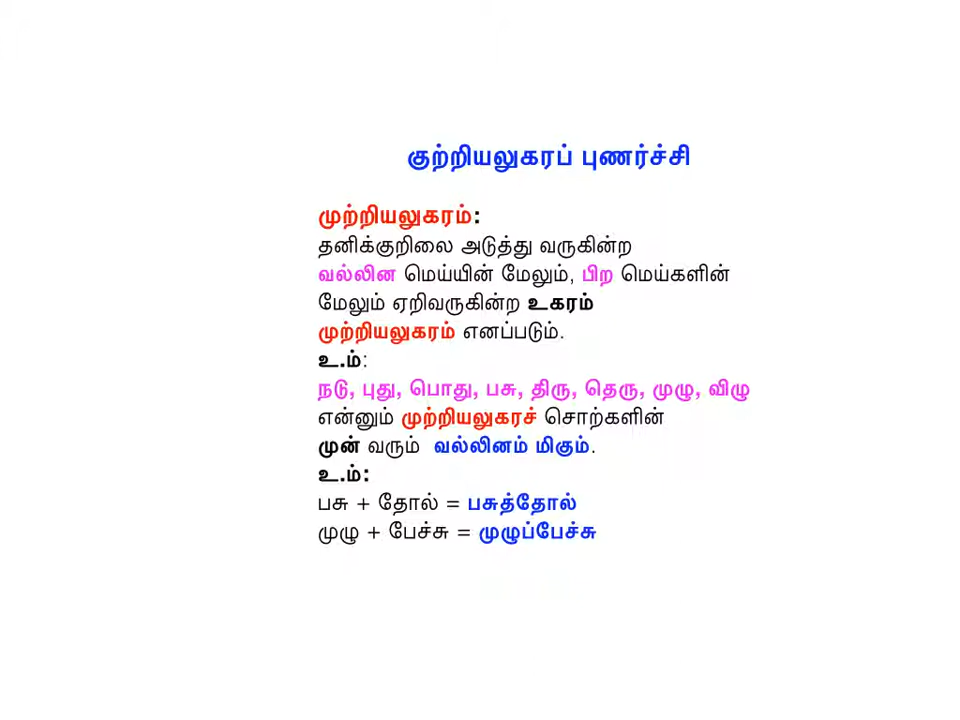 குற்றியலுகரப் புணர்ச்சி
முற்றியலுகரம்:
தனிக்குறிலை அடுத்து வருகின்ற
வல்லின மெய்யின் மேலும், பிற மெய்களின்
மேலும் ஏறிவருகின்ற உகரம்
முற்றியலுகரம் எனப்படும்.
உ.ம்:
நடு, புது, பொது, பசு, திரு, தெரு, முழு, விழு
என்னும் முற்றியலுகரச் சொற்களின்
முன் வரும் வல்லினம் மிகும்.
உ.ம்:
பசு + தோல் = பசுத்தோல்
முழு + பேச்சு = முழுப்பேச்சு